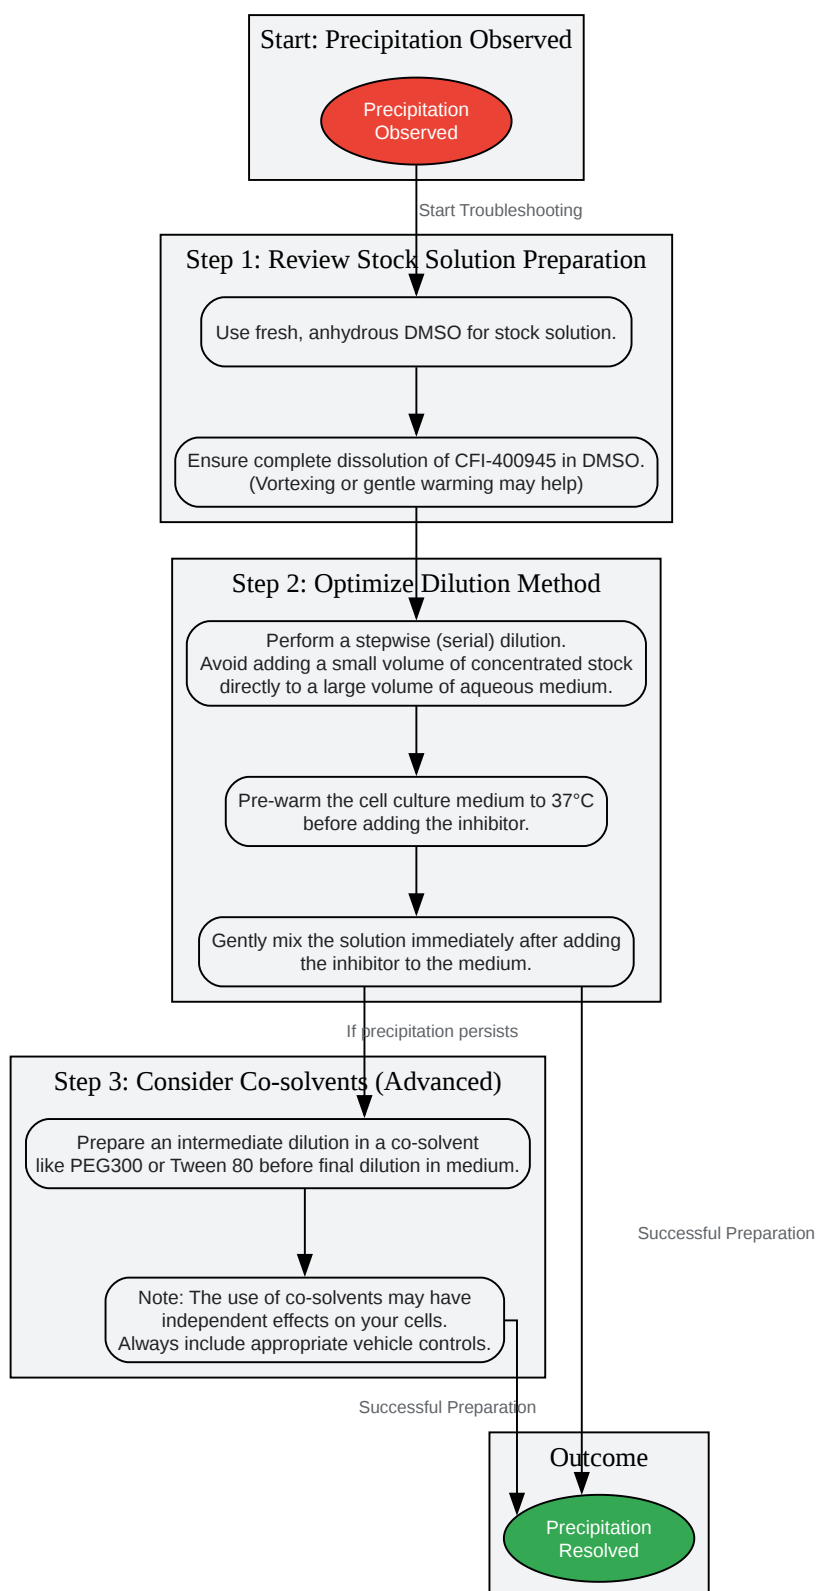 Start: Precipitation Observed
Precipitation
Observed
Start Troubleshooting
Step 1: Review Stock Solution Preparation
Use fresh, anhydrous DMSO for stock solution.
Ensure complete dissolution of CFI-400945 in DMSO.
(Vortexing or gentle warming may help)
Step 2: Optimize Dilution Method
Perform a stepwise (serial) dilution.
Avoid adding a small volume of concentrated stock
directly to a large volume of aqueous medium.
Pre-warm the cell culture medium to 37°C
before adding the inhibitor.
Gently mix the solution immediately after adding
the inhibitor to the medium.
If precipitation persists
Step 3: Consider Co-solvents (Advanced)
Prepare an intermediate dilution in a co-solvent
like PEG300 or Tween 80 before final dilution in medium.
Successful Preparation
Note: The use of co-solvents may have
independent effects on your cells.
Always include appropriate vehicle controls.
Successful Preparation
Outcome
Precipitation
Resolved